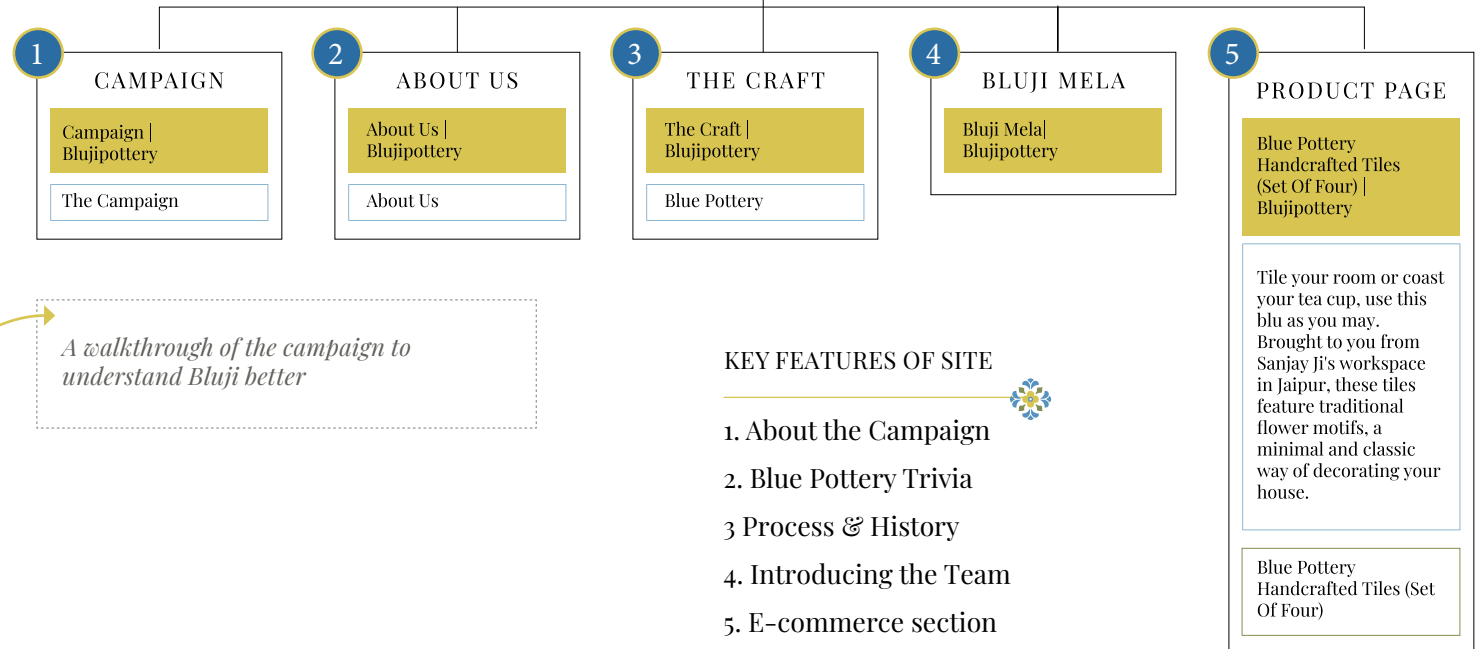 1
CAMPAIGN
Campaign |
Blujipottery
The Campaign
2
ABOUT US
About Us |
Blujipottery
About Us
3
THE CRAFT
The Craft |
Blujipottery
Blue Pottery
4
BLUJI MELA
Bluji Mela|
Blujipottery
5
PRODUCT PAGE
Blue Pottery
Handcrafted Tiles
(Set Of Four) |
Blujipottery
Tile your room or coast
your tea cup, use this
blu as you may.
Brought to you from
Sanjay Ji's workspace
in Jaipur, these tiles
feature traditional
flower motifs, a
minimal and classic
way of decorating your
house.
Blue Pottery
Handcrafted Tiles (Set
Of Four)
A walkthrough of the campaign to
understand Bluji better
KEY FEATURES OF SITE
1. About the Campaign
2. Blue Pottery Trivia
3 Process & History
4. Introducing the Team
5. E-commerce section